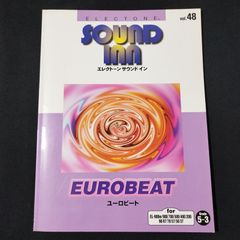 ELECTONE
SOUND
INN
vol.48
エレクトーン サウンド イン
EUROBEAT
ユーロビート
for
5-3